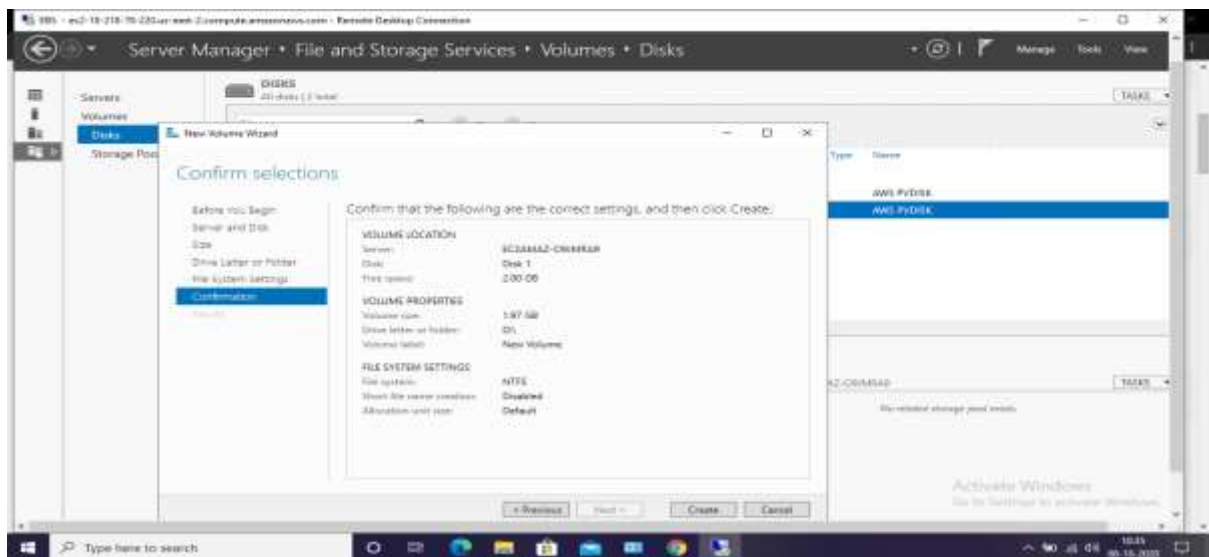 Remote Desktop Connection
Server Manager • File and Storage Services • Volumes • Disks
Manage Tools View
Servers
Volumes
Disks
Storage Poo
DISKS
TASKS
Type Name
AWS PVDISK
AWS PVDISK
New Volume Wizard
Confirm selections
Before You Begin
Server and Disk
Size
Drive Letter or Folder
File System Settings
Confirmation
Results
Confirm that the following are the correct settings, and then click Create.
VOLUME LOCATION
Server:
Disk: Disk 1
Free space: 2.00 GB
VOLUME PROPERTIES
Volume size: 1.97 GB
Drive letter or folder: D:\
Volume label: New Volume
FILE SYSTEM SETTINGS
File system: NTFS
Short file name creation: Disabled
Allocation unit size: Default
TASKS
No related storage pool exists.
< Previous Next > Create Cancel
Activate Windows
Go to Settings to activate Windows.
Type here to search